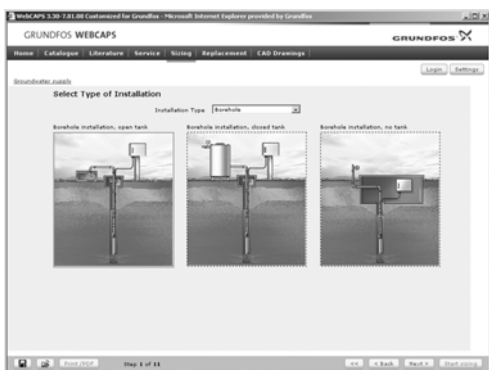 WebCAPS 3.30-7.01.08 Customized for Grundfos - Microsoft Internet Explorer provided by Grundfos
GRUNDFOS WEBCAPS
GRUNDFOS
Home Catalogue Literature Service Sizing Replacement CAD Drawings
Login Settings
Groundwater supply
Select Type of Installation
Installation Type Borehole
Borehole installation, open tank Borehole installation, closed tank Borehole installation, no tank
Print/PDF Step 1 of 11 << < Back Next > Start sizing